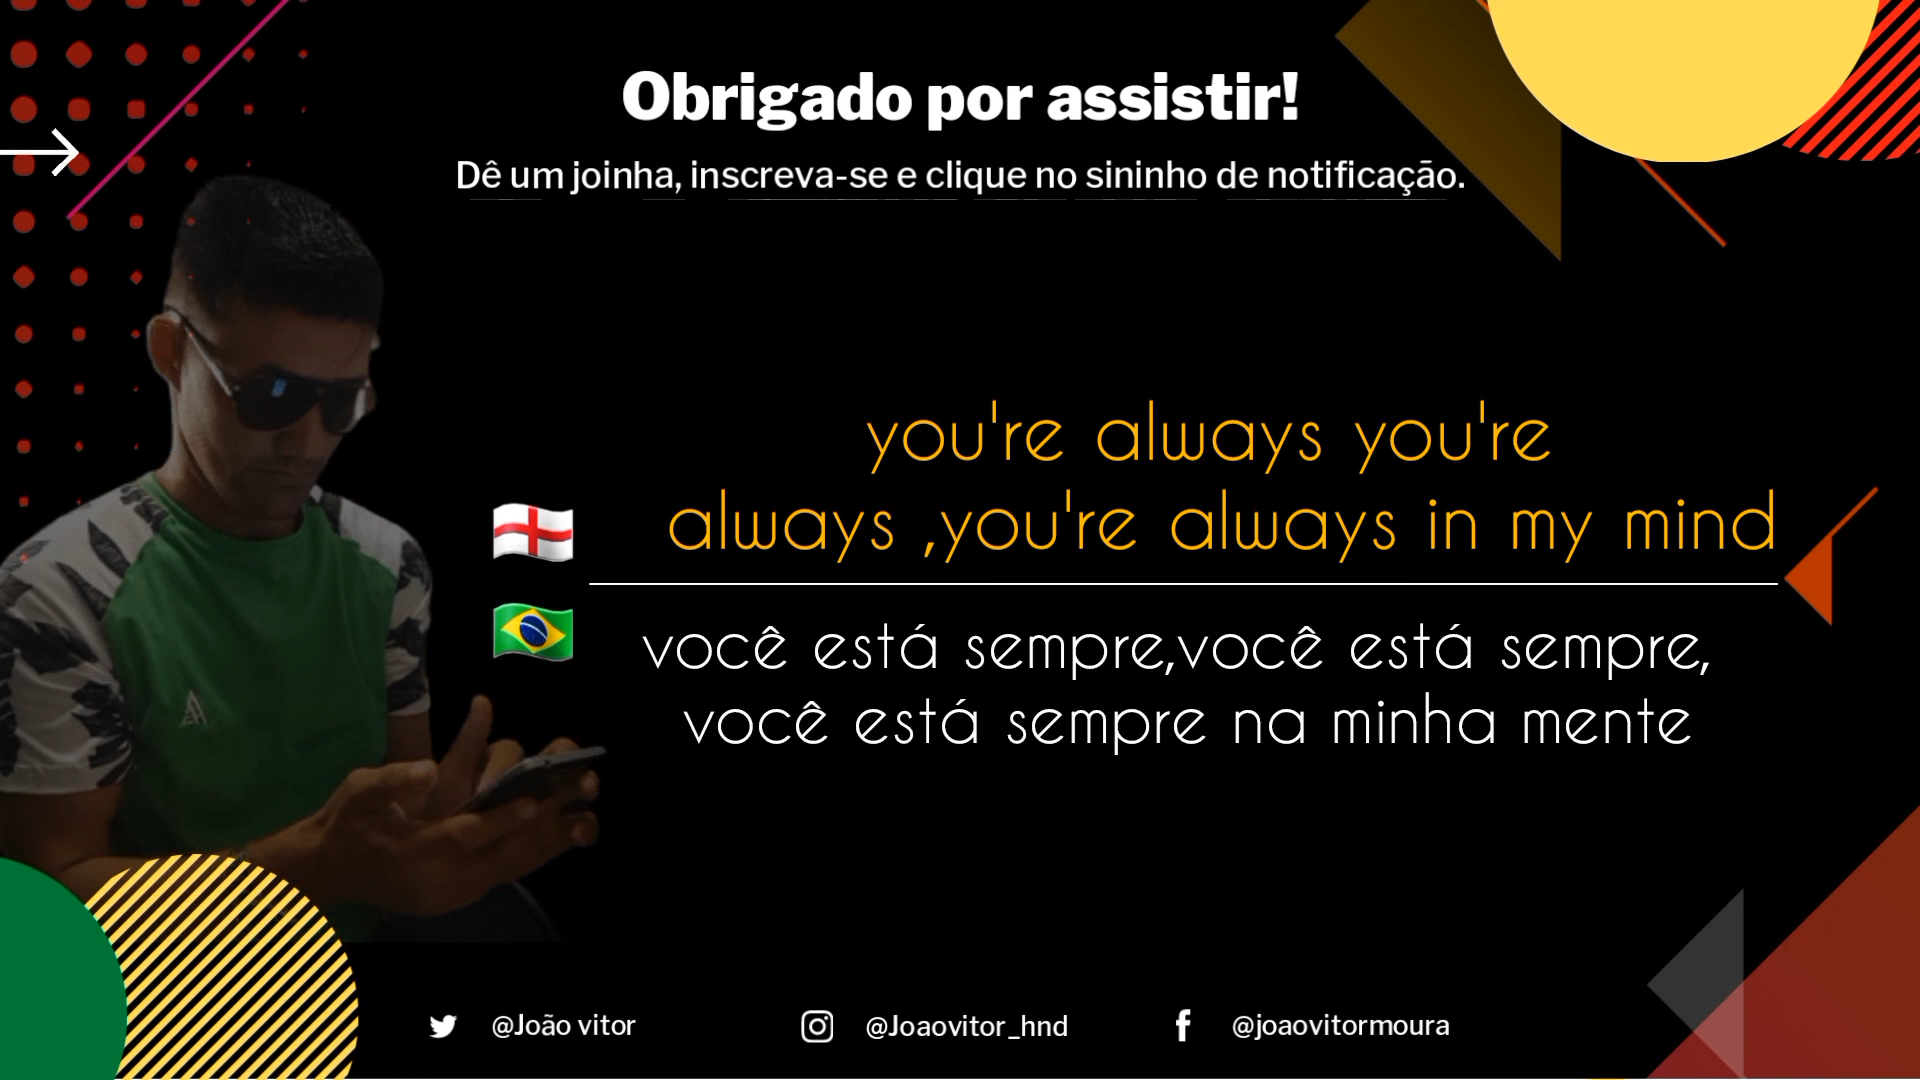 Obrigado por assistir!
Dê um joinha, inscreva-se e clique no sininho de notificação.
you're always you're
always ,you're always in my mind
você está sempre,você está sempre,
você está sempre na minha mente
@João vitor
@Joaovitor_hnd
@joaovitormoura